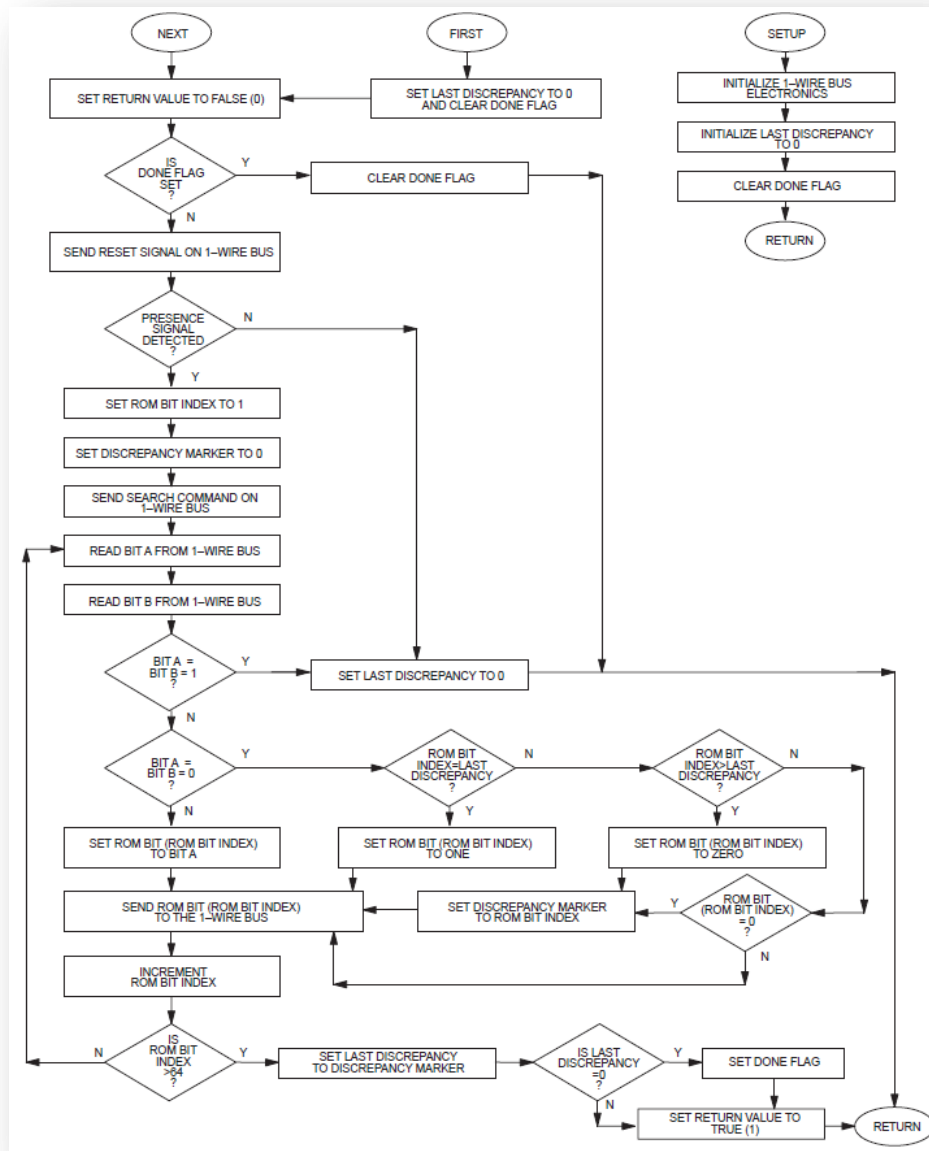 NEXT
FIRST
SETUP
SET RETURN VALUE TO FALSE (0)
SET LAST DISCREPANCY TO 0
AND CLEAR DONE FLAG
INITIALIZE 1–WIRE BUS
ELECTRONICS
INITIALIZE LAST DISCREPANCY
TO 0
CLEAR DONE FLAG
RETURN
IS
DONE FLAG
SET
?
Y
N
CLEAR DONE FLAG
SEND RESET SIGNAL ON 1–WIRE BUS
PRESENCE
SIGNAL
DETECTED
?
N
Y
SET ROM BIT INDEX TO 1
SET DISCREPANCY MARKER TO 0
SEND SEARCH COMMAND ON
1–WIRE BUS
READ BIT A FROM 1–WIRE BUS
READ BIT B FROM 1–WIRE BUS
BIT A =
BIT B = 1
?
Y
N
SET LAST DISCREPANCY TO 0
BIT A =
BIT B = 0
?
Y
N
ROM BIT
INDEX=LAST
DISCREPANCY
?
N
Y
ROM BIT
INDEX>LAST
DISCREPANCY
?
N
Y
SET ROM BIT (ROM BIT INDEX)
TO BIT A
SET ROM BIT (ROM BIT INDEX)
TO ONE
SET ROM BIT (ROM BIT INDEX)
TO ZERO
SEND ROM BIT (ROM BIT INDEX)
TO THE 1–WIRE BUS
SET DISCREPANCY MARKER
TO ROM BIT INDEX
Y
ROM BIT
(ROM BIT INDEX)
= 0
?
N
INCREMENT
ROM BIT INDEX
N
IS
ROM BIT
INDEX
>64
?
Y
SET LAST DISCREPANCY
TO DISCREPANCY MARKER
IS LAST
DISCREPANCY
=0
?
Y
N
SET DONE FLAG
SET RETURN VALUE TO
TRUE (1)
RETURN